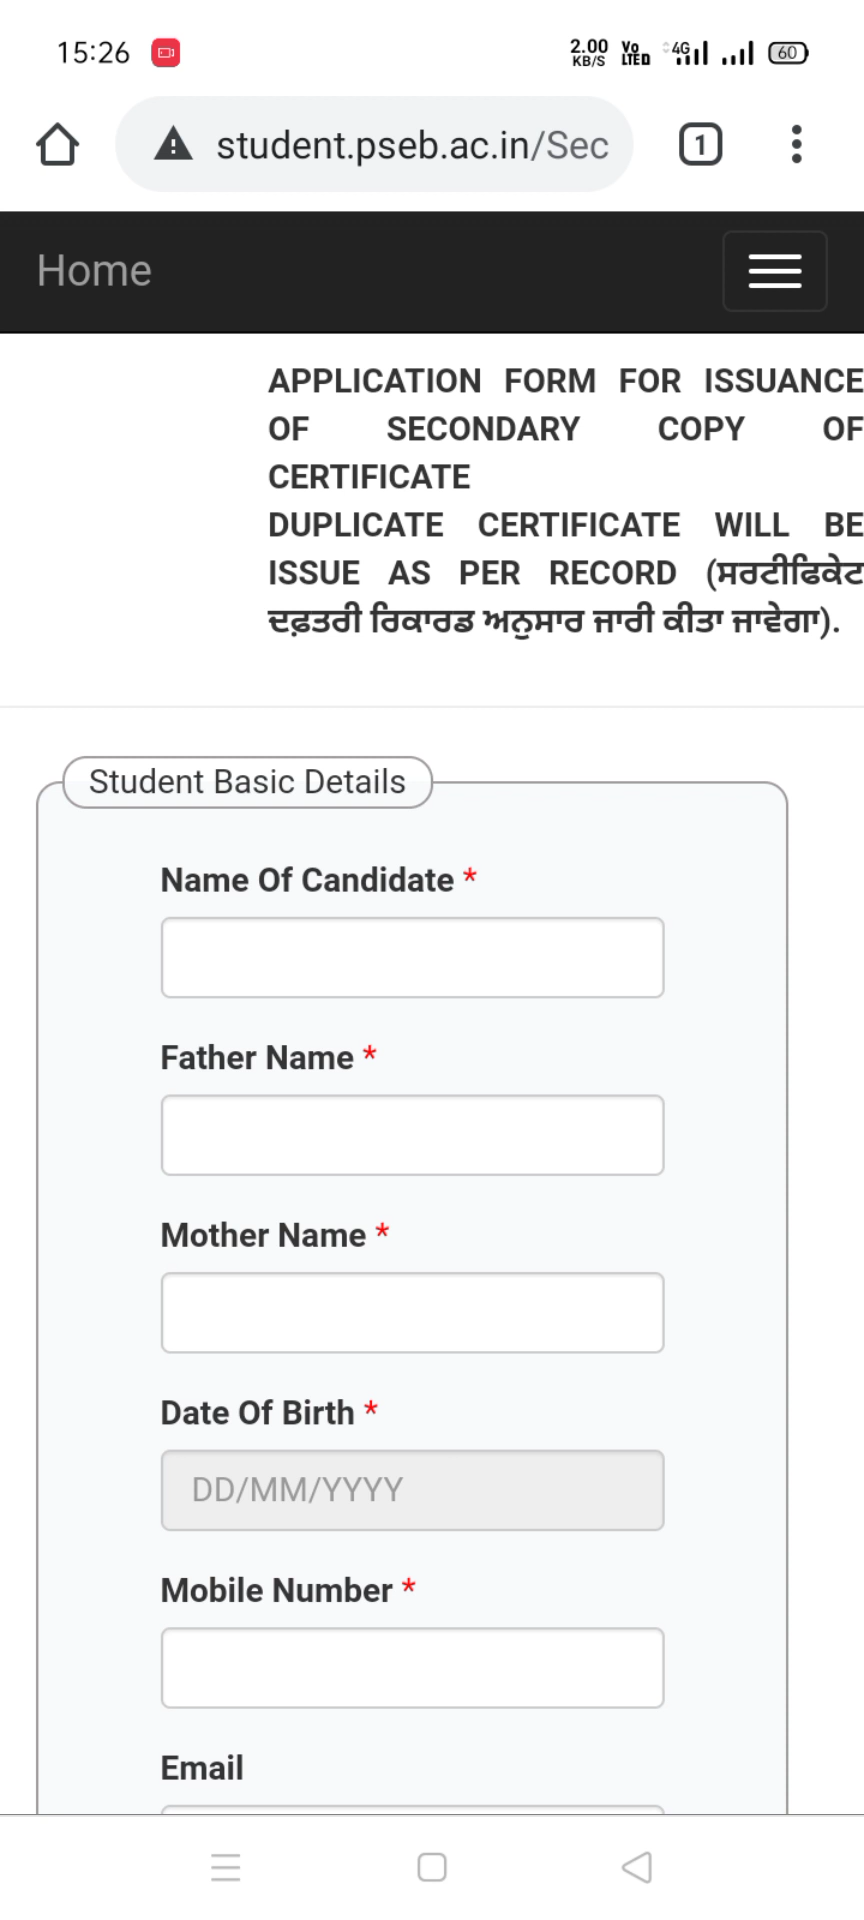 15:26
2.00 KB/S Vo LTE 4G 60
student.pseb.ac.in/Sec
1
Home
APPLICATION FORM FOR ISSUANCE
OF SECONDARY COPY OF
CERTIFICATE
DUPLICATE CERTIFICATE WILL BE
ISSUE AS PER RECORD (ਸਰਟੀਫਿਕੇਟ
ਦਫ਼ਤਰੀ ਰਿਕਾਰਡ ਅਨੁਸਾਰ ਜਾਰੀ ਕੀਤਾ ਜਾਵੇਗਾ).
Student Basic Details
Name Of Candidate *
Father Name *
Mother Name *
Date Of Birth *
DD/MM/YYYY
Mobile Number *
Email